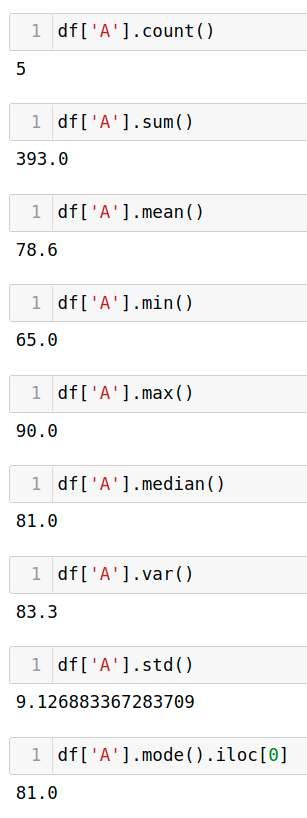 1 df['A'].count()
5
1 df['A'].sum()
393.0
1 df['A'].mean()
78.6
1 df['A'].min()
65.0
1 df['A'].max()
90.0
1 df['A'].median()
81.0
1 df['A'].var()
83.3
1 df['A'].std()
9.126883367283709
1 df['A'].mode().iloc[0]
81.0